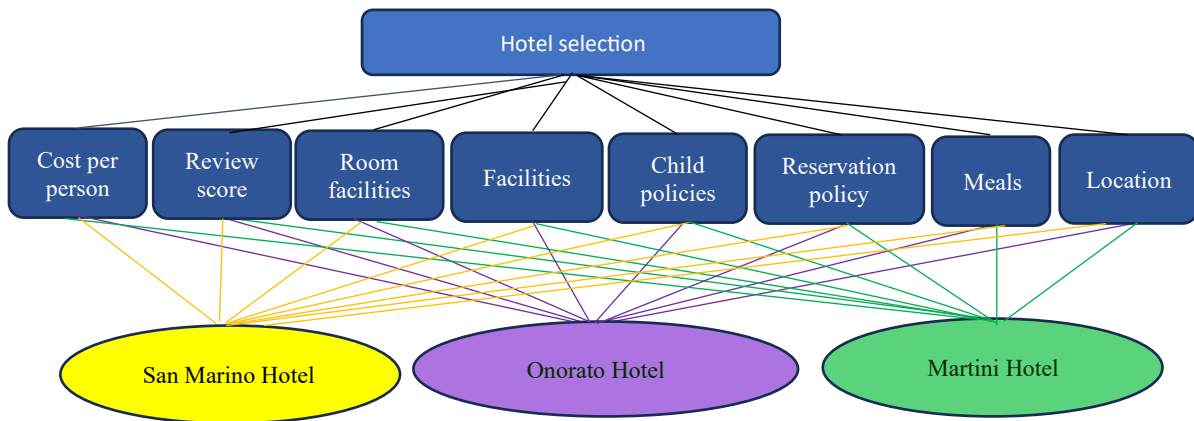 Hotel selection
Cost per
person
Review
score
Room
facilities
Facilities
Child
policies
Reservation
policy
Meals
Location
San Marino Hotel
Onorato Hotel
Martini Hotel